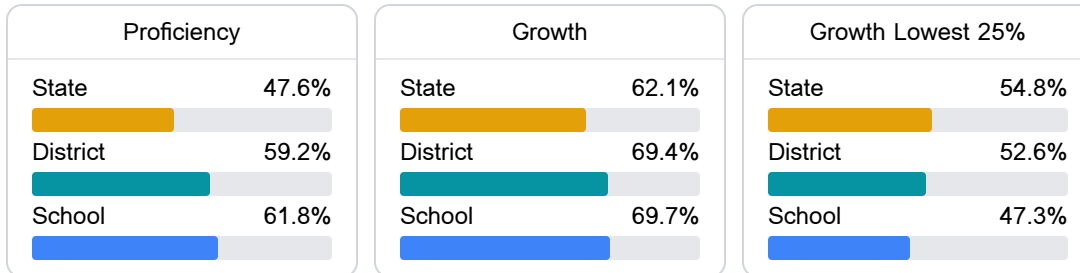 Proficiency
State 47.6%
District 59.2%
School 61.8%
Growth
State 62.1%
District 69.4%
School 69.7%
Growth Lowest 25%
State 54.8%
District 52.6%
School 47.3%